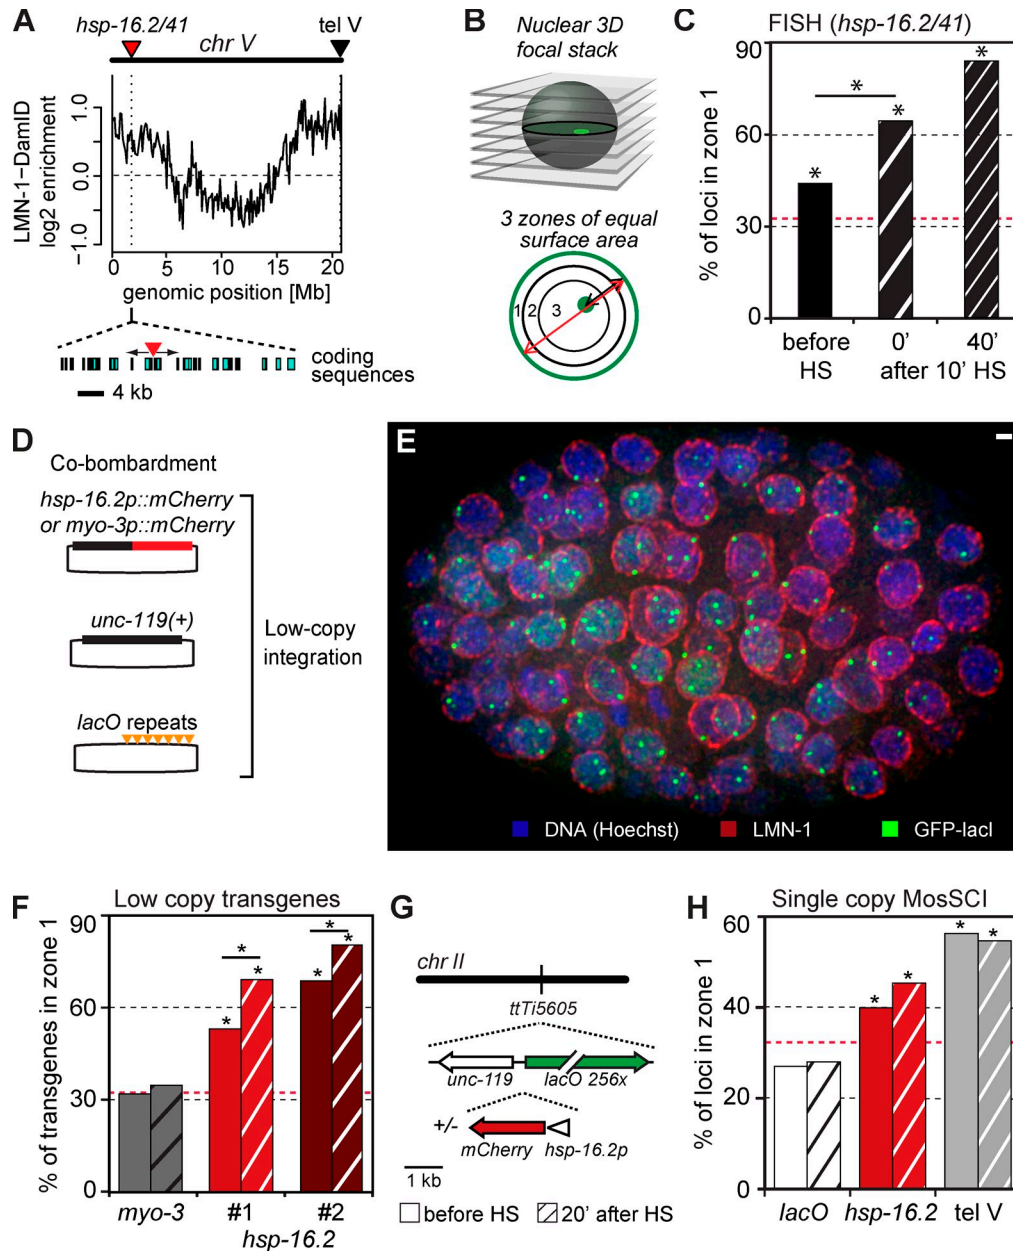 A
hsp-16.2/41
tel V
chr V
LMN-1–DamID
log2 enrichment
1.0
0.0
−1.0
0
5
10
15
20
genomic position [Mb]
coding
sequences
4 kb
B
Nuclear 3D
focal stack
3 zones of equal
surface area
1
2
3
C
FISH (hsp-16.2/41)
% of loci in zone 1
90
60
30
0
*
*
*
*
before
HS
0'
40'
after 10' HS
D
Co-bombardment
hsp-16.2p::mCherry
or myo-3p::mCherry
unc-119(+)
lacO repeats
Low-copy
integration
E
DNA (Hoechst)
LMN-1
GFP-lacI
F
Low copy transgenes
% of transgenes in zone 1
90
60
30
0
*
*
*
*
*
*
myo-3
#1
#2
hsp-16.2
G
chr II
ttTi5605
unc-119
lacO 256x
+/-
mCherry
hsp-16.2p
1 kb
before HS
20' after HS
H
Single copy MosSCI
% of loci in zone 1
60
40
20
0
*
*
*
*
lacO
hsp-16.2
tel V